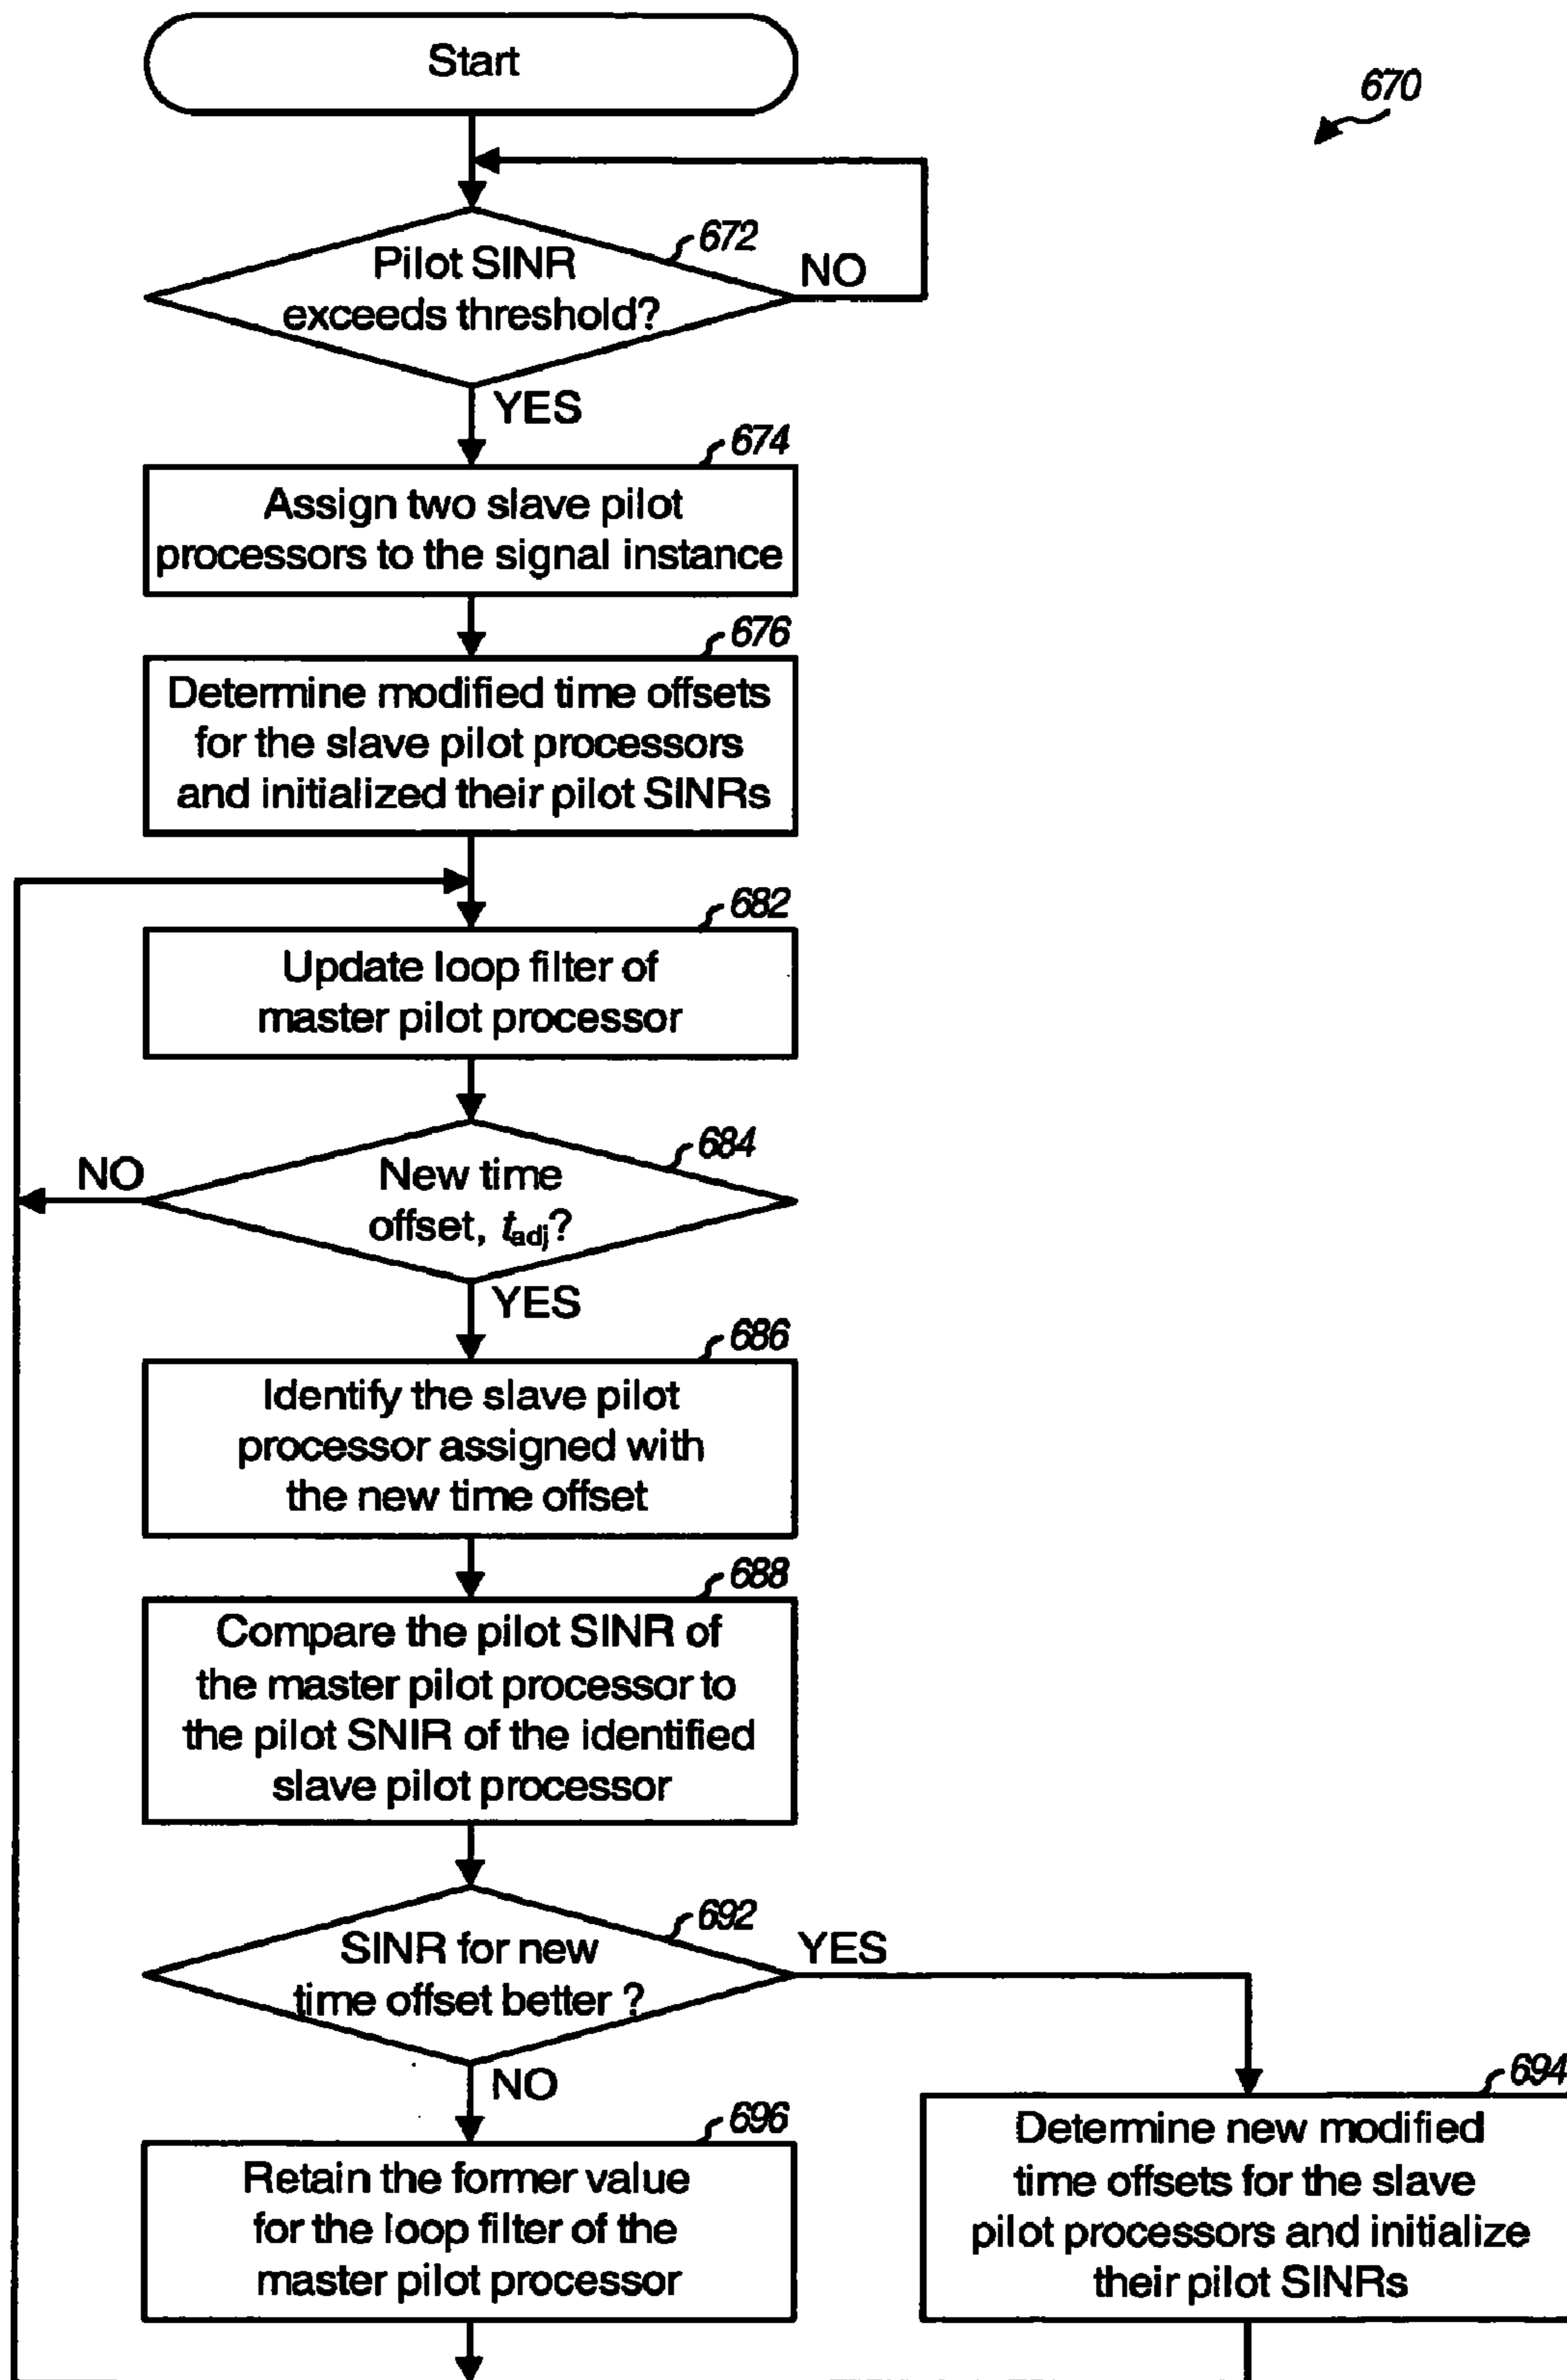 Start
670
672
Pilot SINR
exceeds threshold?
NO
YES
674
Assign two slave pilot
processors to the signal instance
676
Determine modified time offsets
for the slave pilot processors
and initialized their pilot SINRs
682
Update loop filter of
master pilot processor
684
NO
New time
offset, tadj?
YES
686
Identify the slave pilot
processor assigned with
the new time offset
688
Compare the pilot SINR of
the master pilot processor to
the pilot SNIR of the identified
slave pilot processor
692
SINR for new
time offset better ?
YES
NO
694
Determine new modified
time offsets for the slave
pilot processors and initialize
their pilot SINRs
696
Retain the former value
for the loop filter of the
master pilot processor